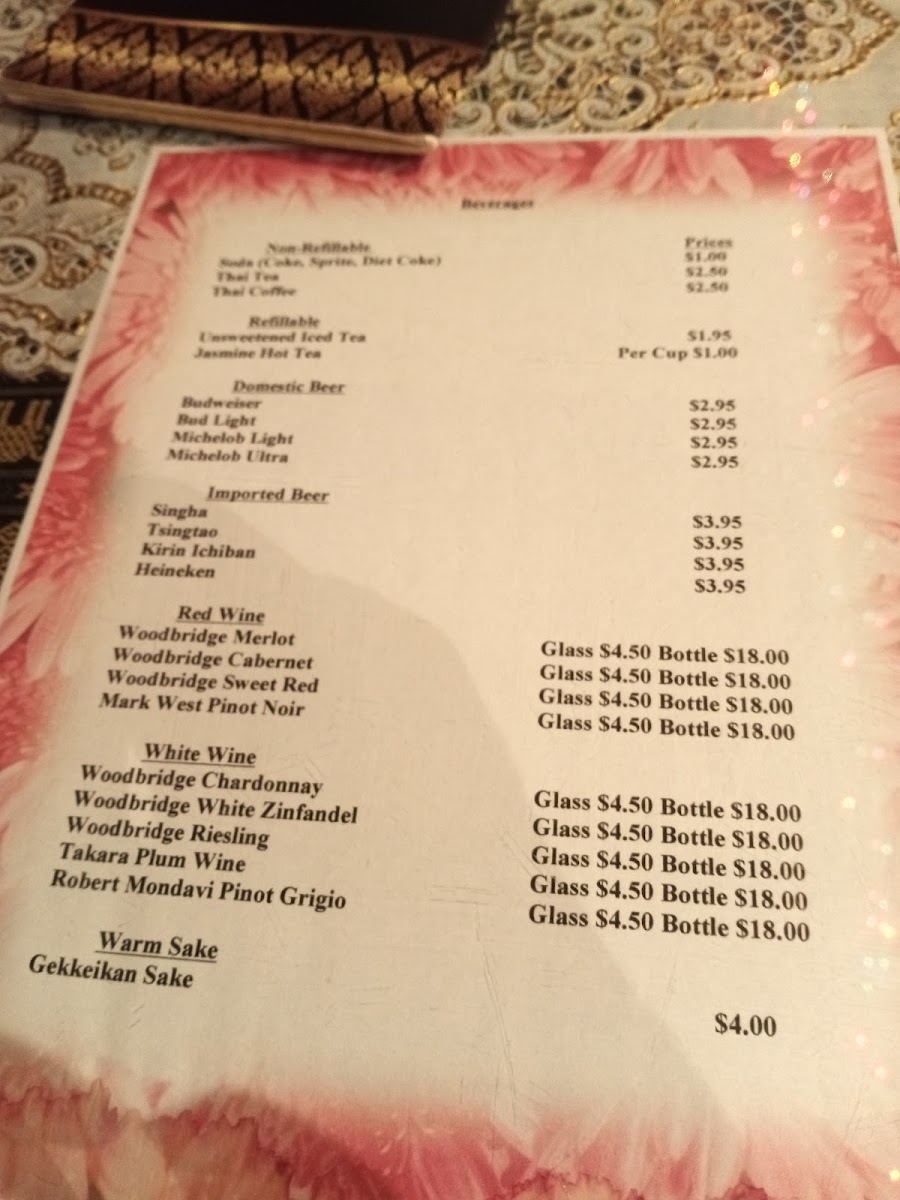 Beverages
Non-Refillable Prices
Soda (Coke, Sprite, Diet Coke) $1.00
Thai Tea $2.50
Thai Coffee $2.50
Refillable
Unsweetened Iced Tea $1.95
Jasmine Hot Tea Per Cup $1.00
Domestic Beer
Budweiser $2.95
Bud Light $2.95
Michelob Light $2.95
Michelob Ultra $2.95
Imported Beer
Singha $3.95
Tsingtao $3.95
Kirin Ichiban $3.95
Heineken $3.95
Red Wine
Woodbridge Merlot Glass $4.50 Bottle $18.00
Woodbridge Cabernet Glass $4.50 Bottle $18.00
Woodbridge Sweet Red Glass $4.50 Bottle $18.00
Mark West Pinot Noir Glass $4.50 Bottle $18.00
White Wine
Woodbridge Chardonnay Glass $4.50 Bottle $18.00
Woodbridge White Zinfandel Glass $4.50 Bottle $18.00
Woodbridge Riesling Glass $4.50 Bottle $18.00
Takara Plum Wine Glass $4.50 Bottle $18.00
Robert Mondavi Pinot Grigio Glass $4.50 Bottle $18.00
Warm Sake
Gekkeikan Sake $4.00